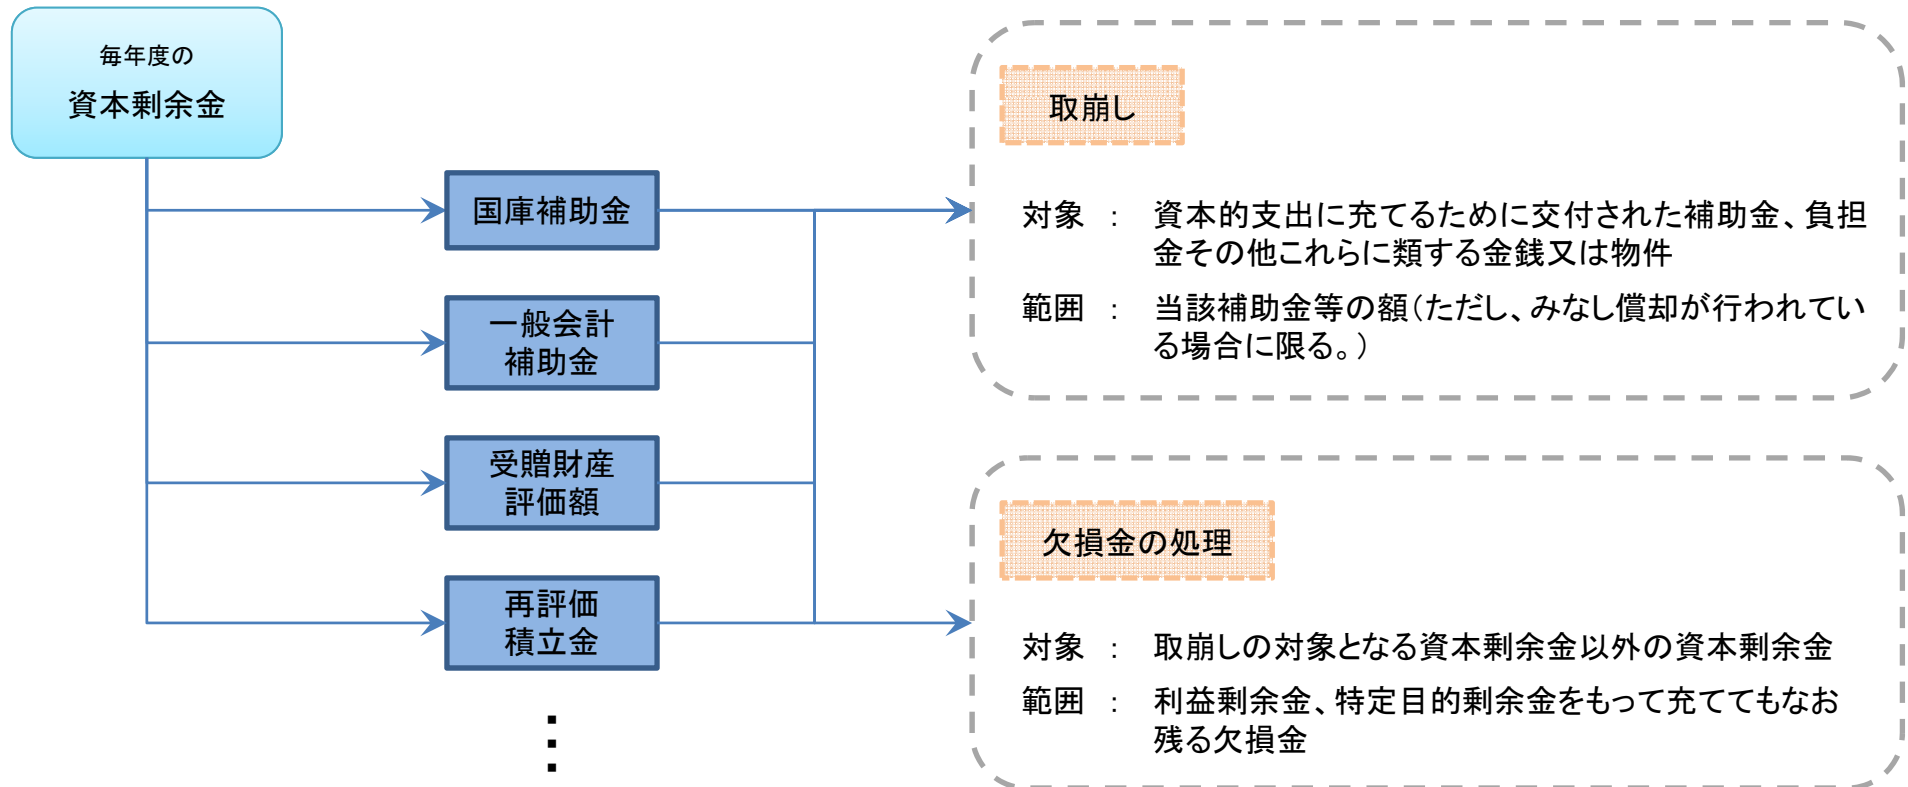 毎年度の
資本剰余金
国庫補助金
一般会計
補助金
受贈財産
評価額
再評価
積立金
⋮
取崩し
対象 : 資本的支出に充てるために交付された補助金、負担
金その他これらに類する金銭又は物件
範囲 : 当該補助金等の額(ただし、みなし償却が行われてい
る場合に限る。)
欠損金の処理
対象 : 取崩しの対象となる資本剰余金以外の資本剰余金
範囲 : 利益剰余金、特定目的剰余金をもって充ててもなお
残る欠損金